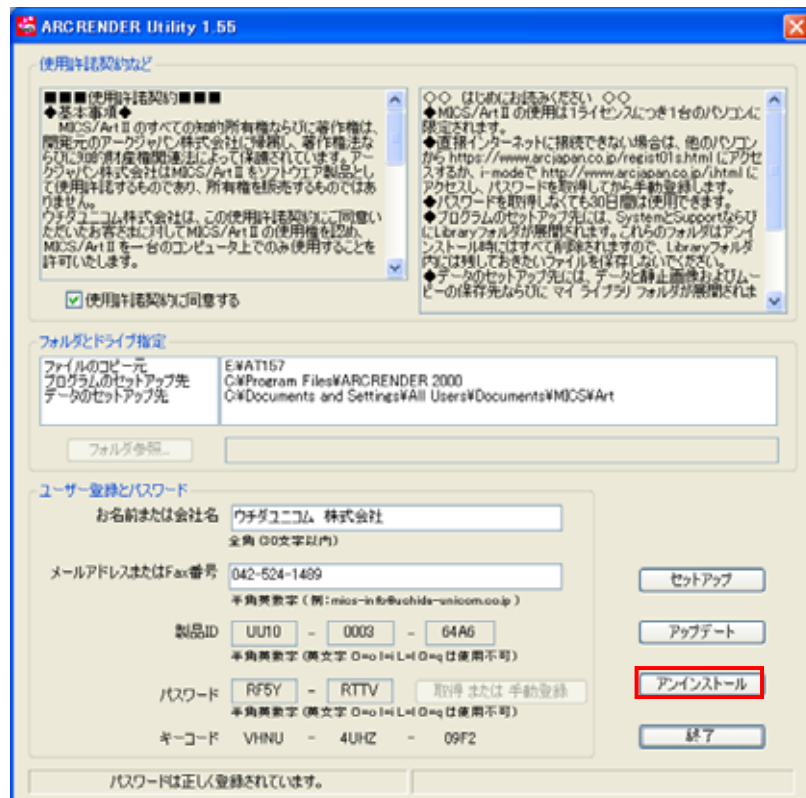 ARCRENDER Utility 1.55
使用許諾契約など
■■■使用許諾契約■■■
◆基本事項◆
MICS/ArtⅡのすべての知的所有権ならびに著作権は、
開発元のアークジャパン株式会社に帰属し、著作権法な
らびに知的財産権関連法によって保護されています。アー
クジャパン株式会社はMICS/ArtⅡをソフトウエア製品とし
て使用許諾するものであり、所有権を販売するものではあ
りません。
ウチダユニコム株式会社は、この使用許諾契約にご同意い
ただいたお客さまに対してMICS/ArtⅡの使用権を認め、
MICS/ArtⅡを一台のコンピュータ上でのみ使用することを
許可いたします。
使用許諾契約に同意する
◇◇ はじめにお読みください ◇◇
◆MICS/ArtⅡの使用は1ライセンスにつき1台のパソコンに
限定されます。
◆直接インターネットに接続できない場合は、他のパソコン
から https://www.arcjapan.co.jp/regist01s.html にアクセ
スするか、i-modeで http://www.arcjapan.co.jp/i.html に
アクセスし、パスワードを取得してから手動登録します。
◆パスワードを取得しなくても30日間は使用できます。
◆プログラムのセットアップ先には、SystemとSupportならび
にLibraryフォルダが展開されます。これらのフォルダはアンイ
ンストール時にはすべて削除されますので、Libraryフォルダ
内には残しておきたいファイルを保存しないでください。
◆データのセットアップ先には、データと静止画像およびムー
ビーの保存先ならびに マイ ライブラリ フォルダが展開されま
フォルダとドライブ指定
ファイルのコピー元 E:¥AT157
プログラムのセットアップ先 C:¥Program Files¥ARCRENDER 2000
データのセットアップ先 C:¥Documents and Settings¥All Users¥Documents¥MICS¥Art
フォルダ参照...
ユーザー登録とパスワード
お名前または会社名 ウチダユニコム 株式会社
全角 (30文字以内)
メールアドレスまたはFax番号 042-524-1489
半角英数字 ( 例:mics-info@uchida-unicom.co.jp )
製品ID UU10 - 0003 - 64A6
半角英数字 (英文字 O=o I=i L=l Q=q は使用不可)
パスワード RF5Y - RTTV 取得 または 手動登録
半角英数字 (英文字 O=o I=i L=l Q=q は使用不可)
キーコード VHNU - 4UHZ - 09F2
セットアップ
アップデート
アンインストール
終了
パスワードは正しく登録されています。